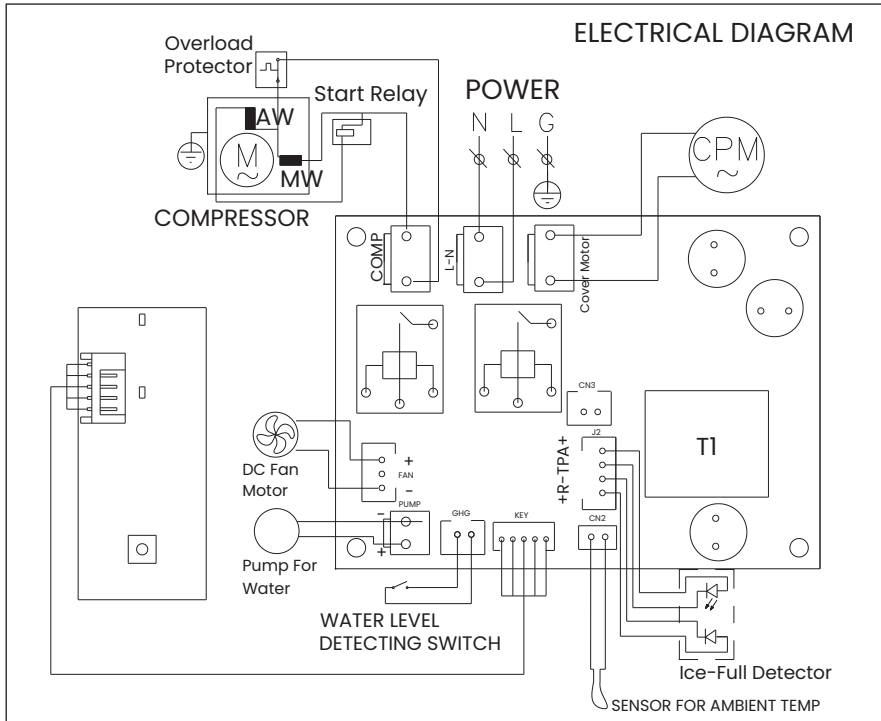 ELECTRICAL DIAGRAM
Overload
Protector
Start Relay
POWER
N L G
AW
M
~
MW
COMPRESSOR
CPM
~
COMP
L-N
Cover Motor
CN3
J2
+R-TPA+
T1
DC Fan
Motor
+
FAN
-
PUMP
-
+
GHG
KEY
CN2
Pump For
Water
WATER LEVEL
DETECTING SWITCH
Ice-Full Detector
SENSOR FOR AMBIENT TEMP